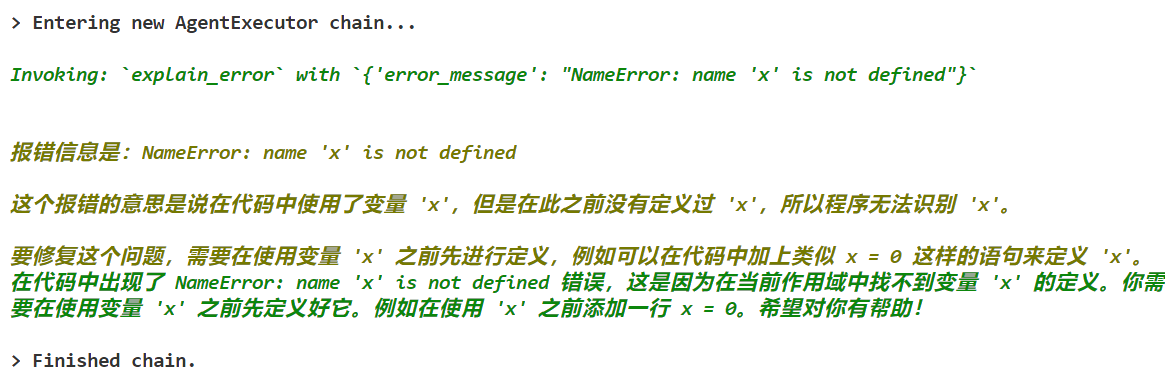 > Entering new AgentExecutor chain...
Invoking: `explain_error` with `{'error_message': "NameError: name 'x' is not defined"}`
报错信息是：NameError: name 'x' is not defined
这个报错的意思是说在代码中使用了变量 'x'，但是在此之前没有定义过 'x'，所以程序无法识别 'x'。
要修复这个问题，需要在使用变量 'x' 之前先进行定义，例如可以在代码中加上类似 x = 0 这样的语句来定义 'x'。
在代码中出现了 NameError: name 'x' is not defined 错误，这是因为在当前作用域中找不到变量 'x' 的定义。你需
要在使用变量 'x' 之前先定义好它。例如在使用 'x' 之前添加一行 x = 0。希望对你有帮助！
> Finished chain.